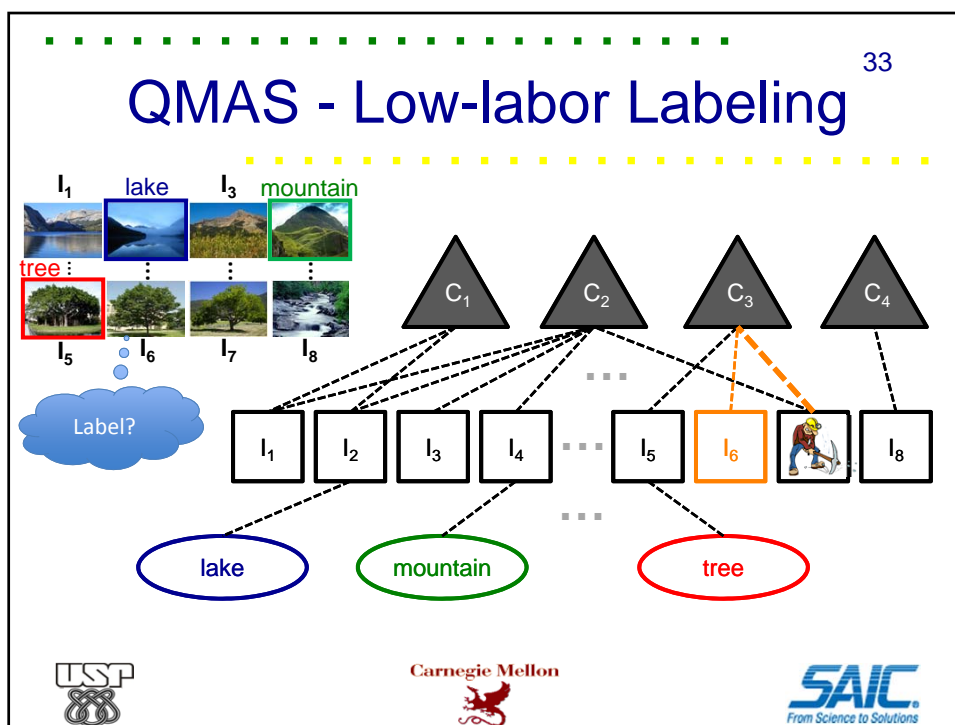 33
QMAS - Low-labor Labeling
I1 lake I3 mountain
tree
I5 I6 I7 I8
Label?
C1 C2 C3 C4
I1 I2 I3 I4 I5 I6 I8
lake mountain tree
USP
Carnegie Mellon
SAIC.
From Science to Solutions